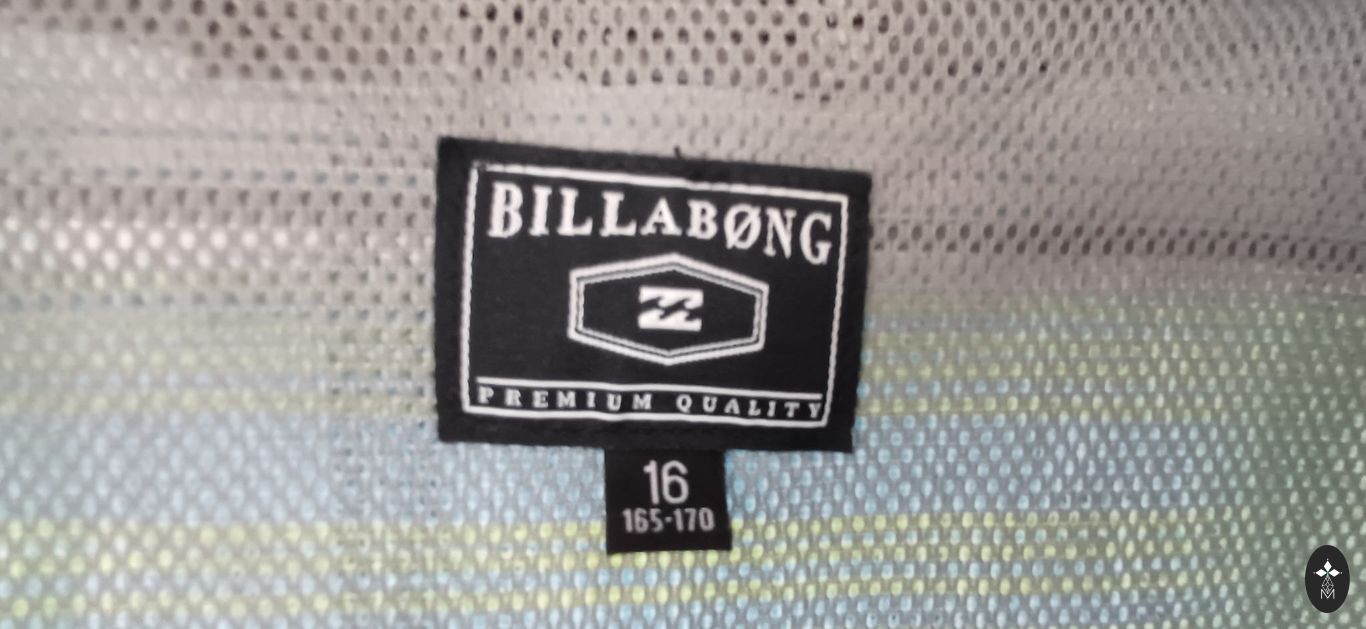 BILLABØNG
PREMIUM QUALITY
16
165-170
M